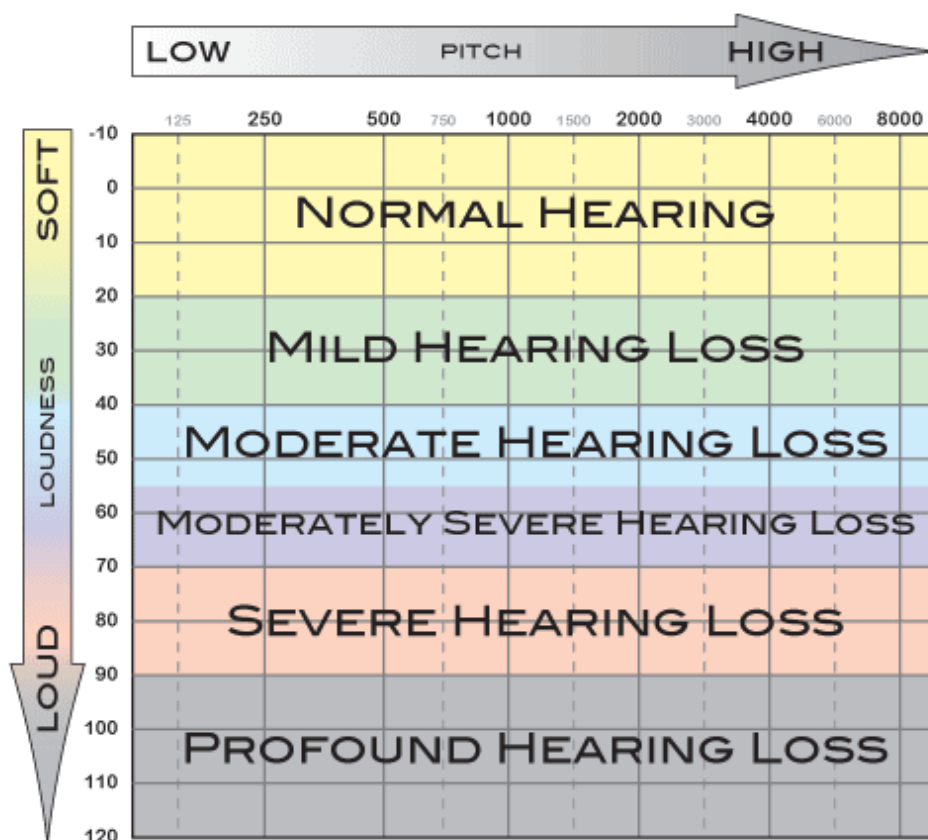 LOW PITCH HIGH
125 250 500 750 1000 1500 2000 3000 4000 6000 8000
SOFT
LOUDNESS
LOUD
-10
0
NORMAL HEARING
10
20
30
MILD HEARING LOSS
40
MODERATE HEARING LOSS
50
60
MODERATELY SEVERE HEARING LOSS
70
80
SEVERE HEARING LOSS
90
100
PROFOUND HEARING LOSS
110
120